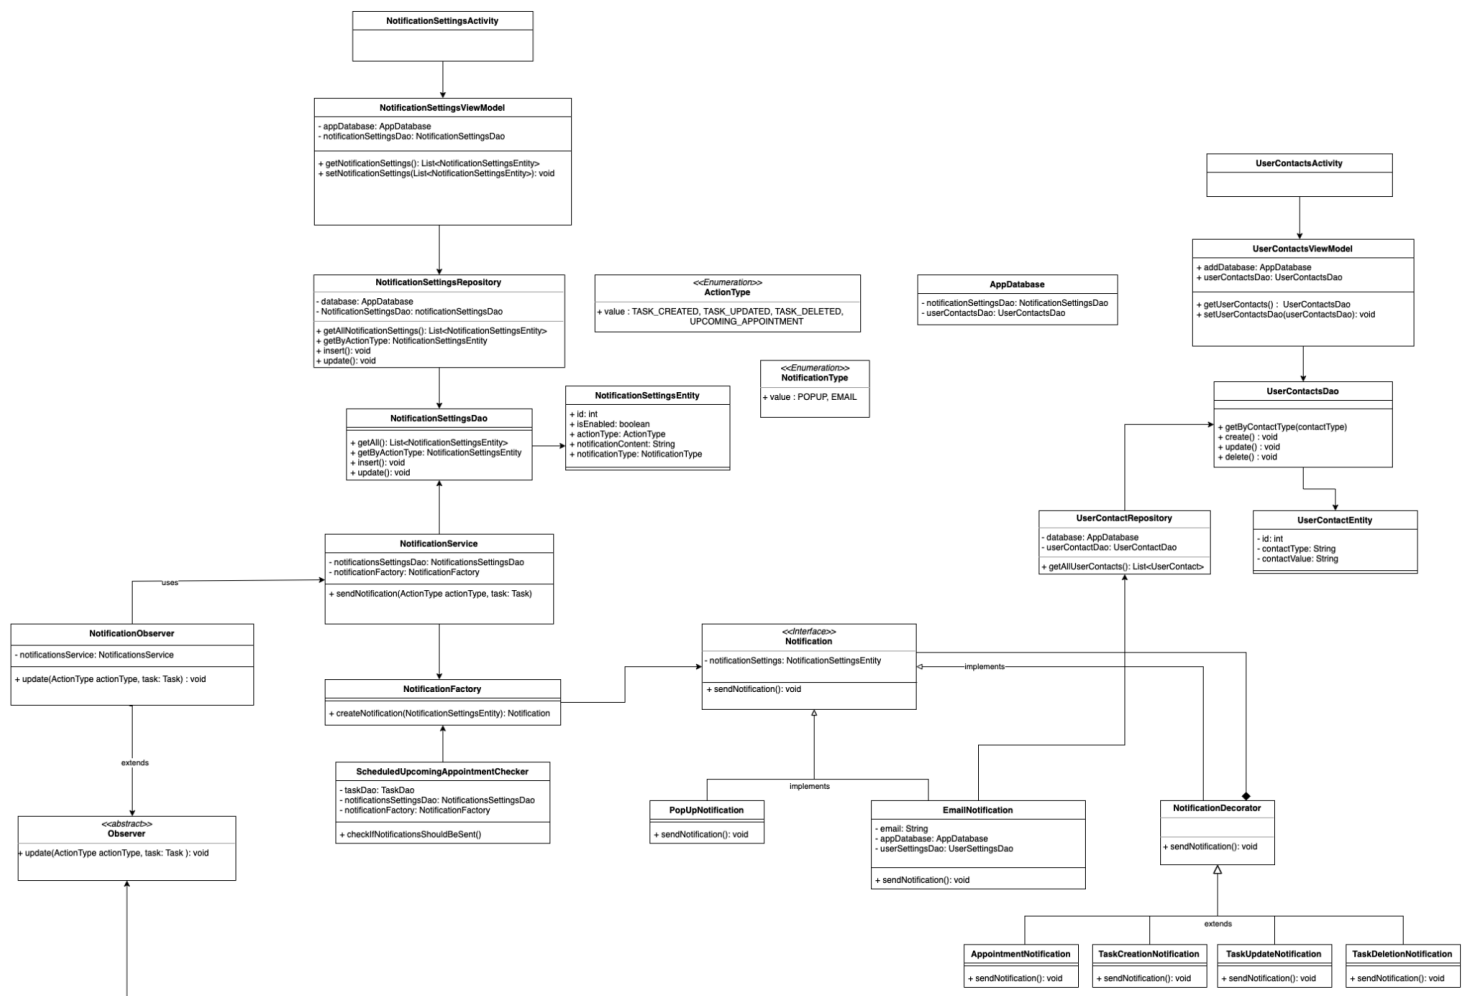 NotificationSettingsActivity
NotificationSettingsViewModel
- appDatabase: AppDatabase
- notificationSettingsDao: NotificationSettingsDao
+ getNotificationSettings(): List<NotificationSettingsEntity>
+ setNotificationSettings(List<NotificationSettingsEntity>): void
UserContactsActivity
UserContactsViewModel
+ addDatabase: AppDatabase
+ userContactsDao: UserContactsDao
+ getUserContacts() : UserContactsDao
+ setUserContactsDao(userContactsDao): void
NotificationSettingsRepository
- database: AppDatabase
- NotificationSettingsDao: notificationSettingsDao
+ getAllNotificationSettings(): List<NotificationSettingsEntity>
+ getByActionType: NotificationSettingsEntity
+ insert(): void
+ update(): void
<<Enumeration>>
ActionType
+ value : TASK_CREATED, TASK_UPDATED, TASK_DELETED,
UPCOMING_APPOINTMENT
AppDatabase
- notificationSettingsDao: NotificationSettingsDao
- userContactsDao: UserContactsDao
<<Enumeration>>
NotificationType
+ value : POPUP, EMAIL
NotificationSettingsDao
+ getAll(): List<NotificationSettingsEntity>
+ getByActionType: NotificationSettingsEntity
+ insert(): void
+ update(): void
NotificationSettingsEntity
+ id: int
+ isEnabled: boolean
+ actionType: ActionType
+ notificationContent: String
+ notificationType: NotificationType
UserContactsDao
+ getByContactType(contactType)
+ create() : void
+ update() : void
+ delete() : void
UserContactRepository
- database: AppDatabase
- userContactDao: UserContactDao
+ getAllUserContacts(): List<UserContact>
UserContactEntity
- id: int
- contactType: String
- contactValue: String
NotificationService
- notificationsSettingsDao: NotificationsSettingsDao
- notificationFactory: NotificationFactory
+ sendNotification(ActionType actionType, task: Task)
uses
NotificationObserver
- notificationsService: NotificationsService
+ update(ActionType actionType, task: Task) : void
extends
<<abstract>>
Observer
+ update(ActionType actionType, task: Task ): void
NotificationFactory
+ createNotification(NotificationSettingsEntity): Notification
ScheduledUpcomingAppointmentChecker
- taskDao: TaskDao
- notificationsSettingsDao: NotificationsSettingsDao
- notificationFactory: NotificationFactory
+ checkIfNotificationsShouldBeSent()
<<Interface>>
Notification
- notificationSettings: NotificationSettingsEntity
+ sendNotification(): void
implements
implements
PopUpNotification
+ sendNotification(): void
EmailNotification
- email: String
- appDatabase: AppDatabase
- userSettingsDao: UserSettingsDao
+ sendNotification(): void
NotificationDecorator
+ sendNotification(): void
extends
AppointmentNotification
+ sendNotification(): void
TaskCreationNotification
+ sendNotification(): void
TaskUpdateNotification
+ sendNotification(): void
TaskDeletionNotification
+ sendNotification(): void